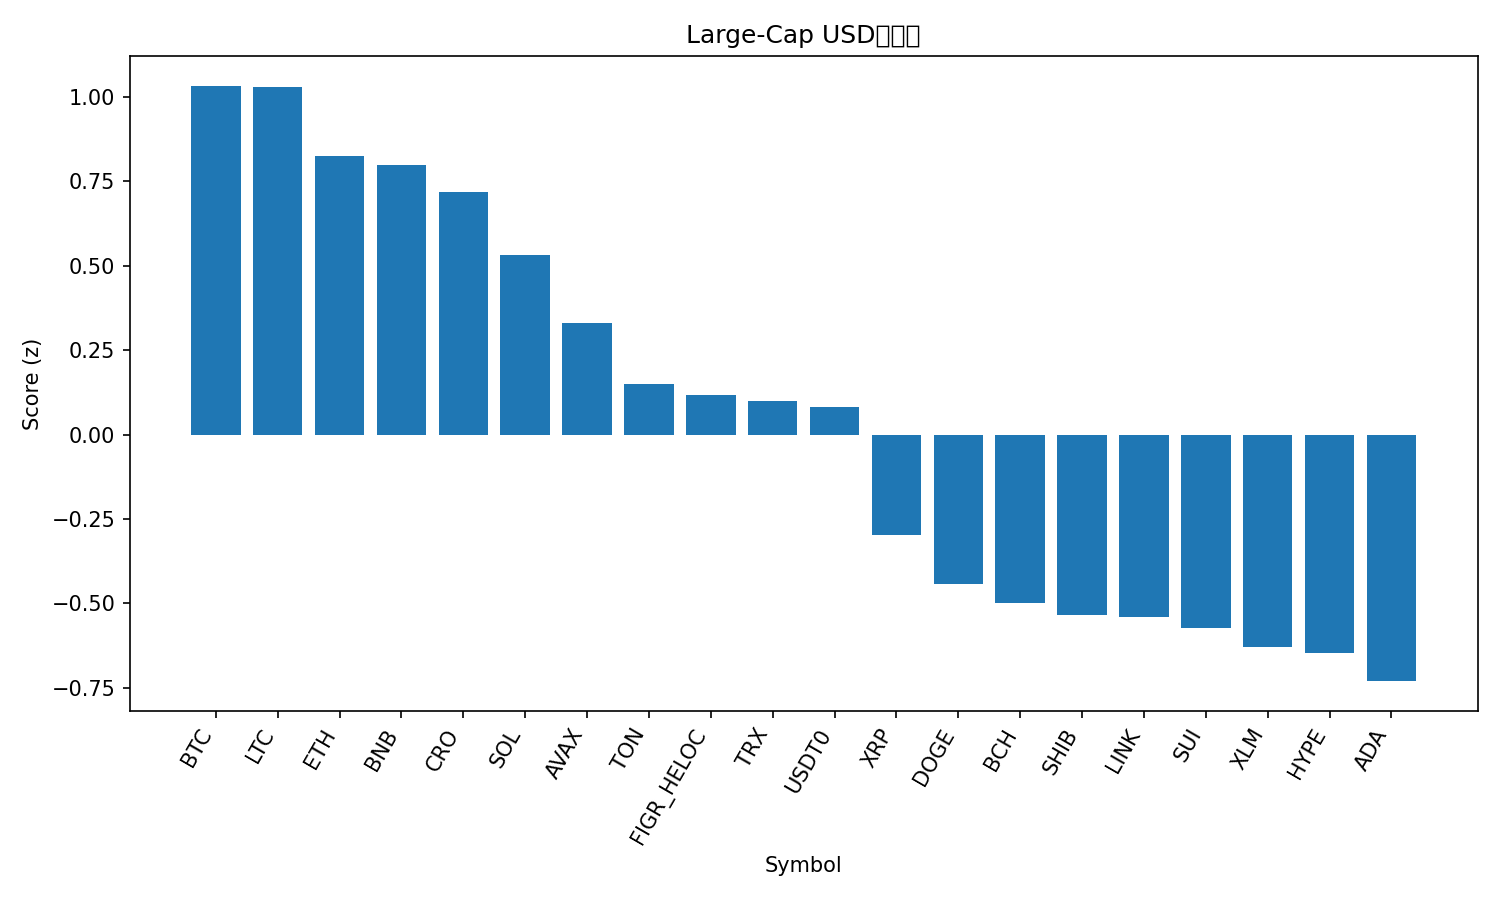 Large-Cap USD
Score (z)
1.00
0.75
0.50
0.25
0.00
−0.25
−0.50
−0.75
BTC
LTC
ETH
BNB
CRO
SOL
AVAX
TON
FIGR_HELOC
TRX
USDT0
XRP
DOGE
BCH
SHIB
LINK
SUI
XLM
HYPE
ADA
Symbol